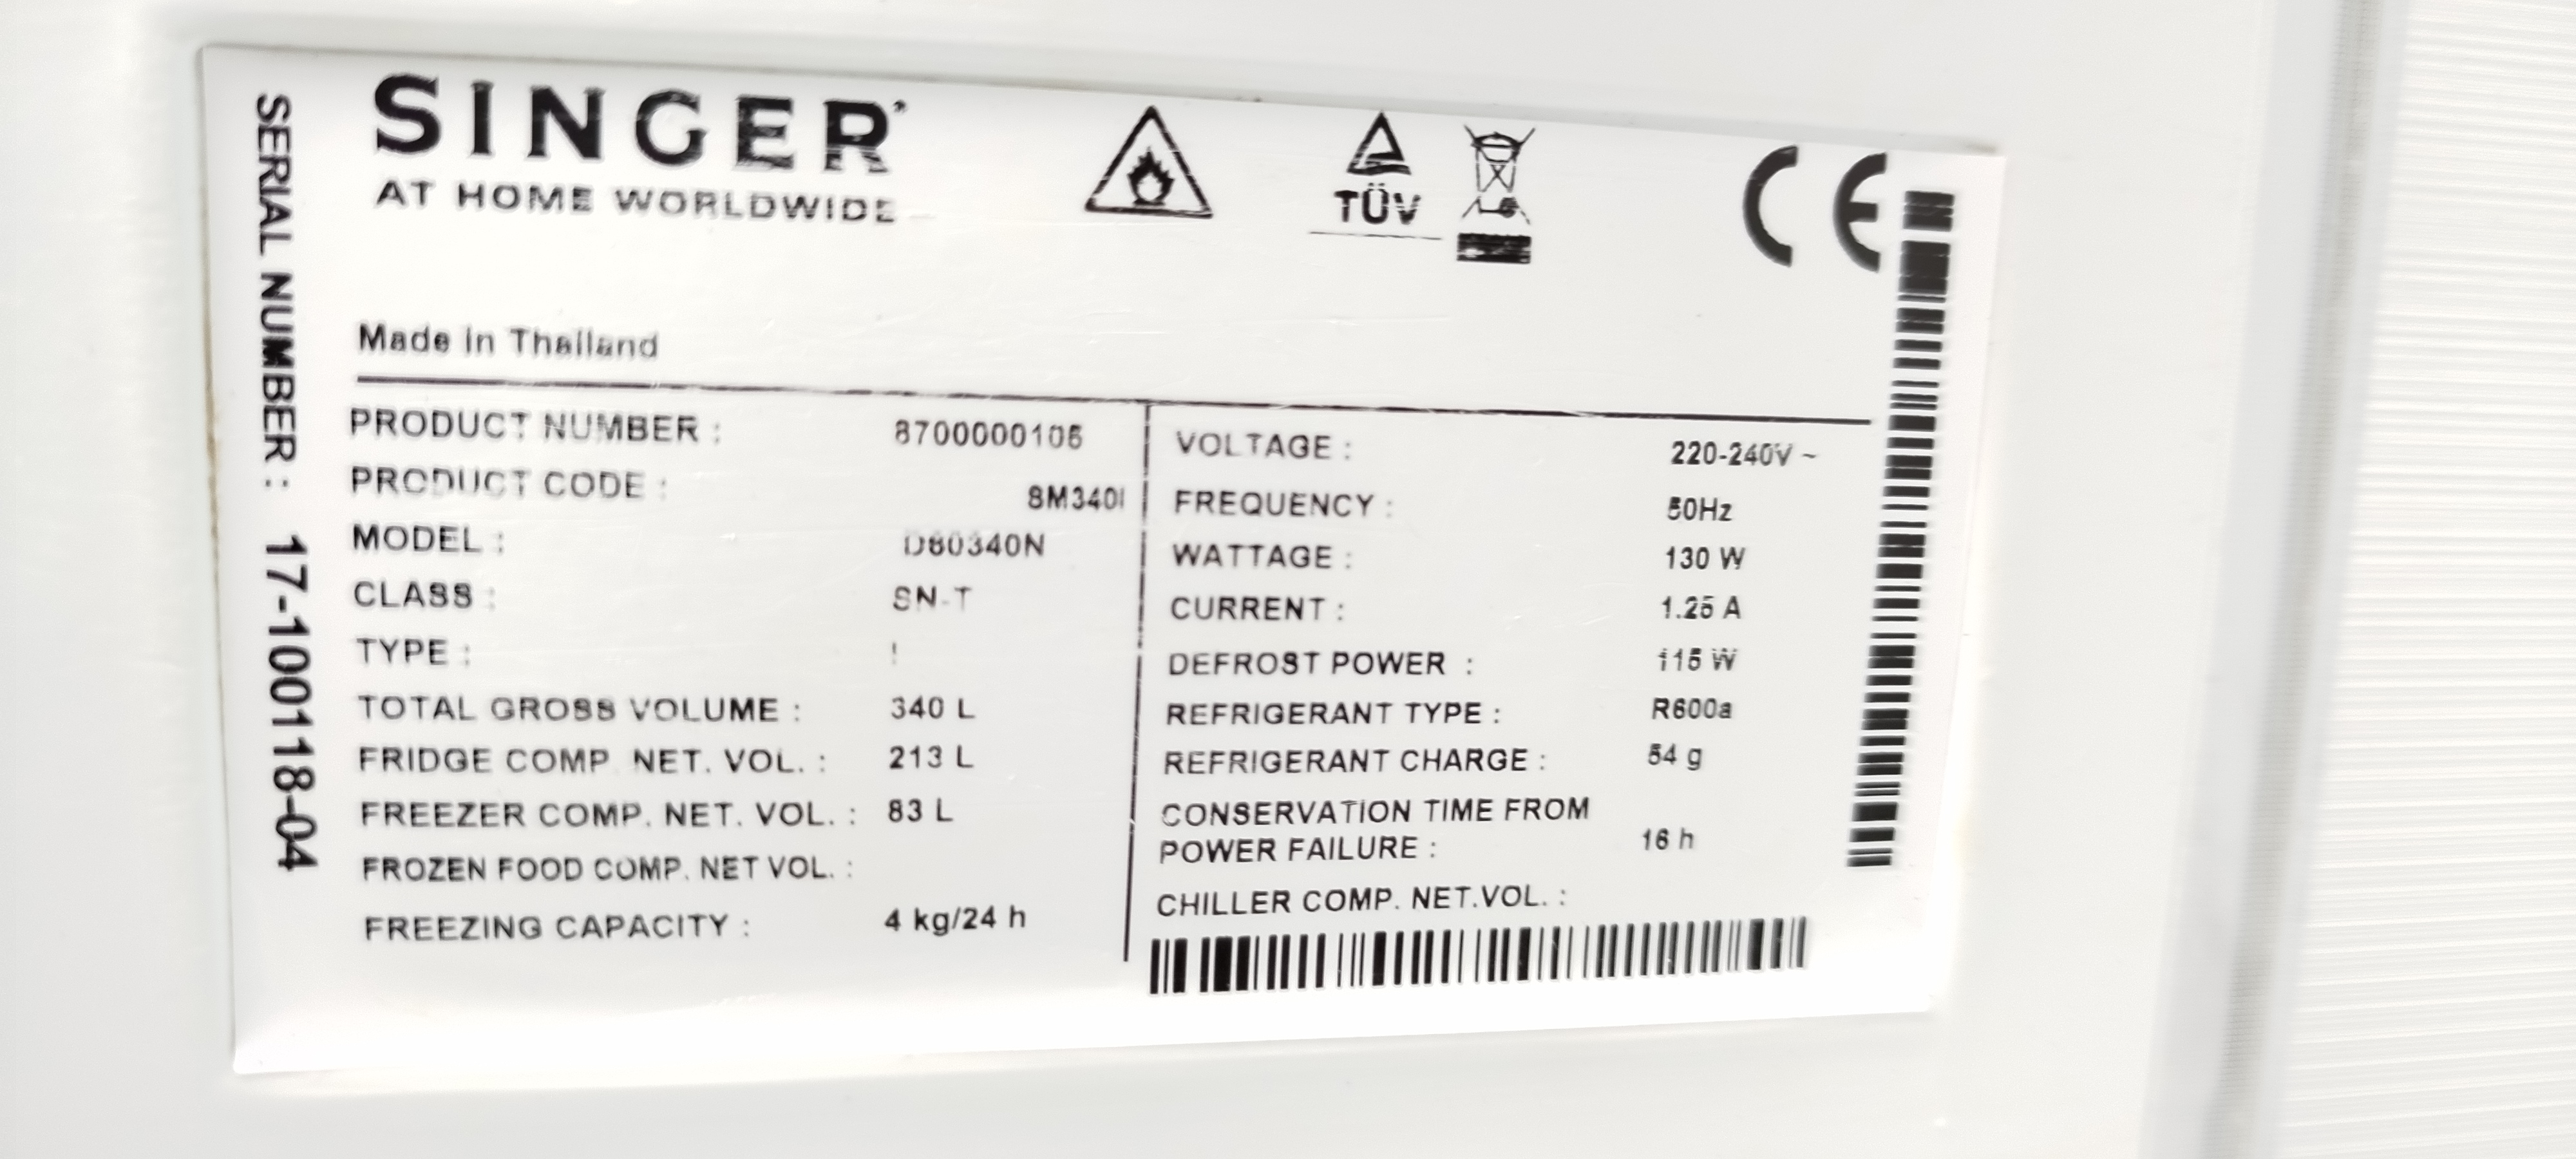 SINGER
AT HOME WORLDWIDE
TÜV
CE
Made in Thailand
SERIAL NUMBER : 17-100118-04
PRODUCT NUMBER :
PRODUCT CODE :
MODEL : D60340N
CLASS : SN-T
TYPE :
TOTAL GROSS VOLUME : 340 L
FRIDGE COMP. NET. VOL. : 213 L
FREEZER COMP. NET. VOL. : 83 L
FROZEN FOOD COMP. NET VOL. :
FREEZING CAPACITY : 4 kg/24 h
VOLTAGE : 220-240V ~
FREQUENCY : 50Hz
WATTAGE : 130 W
CURRENT : 1.25 A
DEFROST POWER : 115 W
REFRIGERANT TYPE : R600a
REFRIGERANT CHARGE : 54 g
CONSERVATION TIME FROM
POWER FAILURE : 16 h
CHILLER COMP. NET.VOL. :